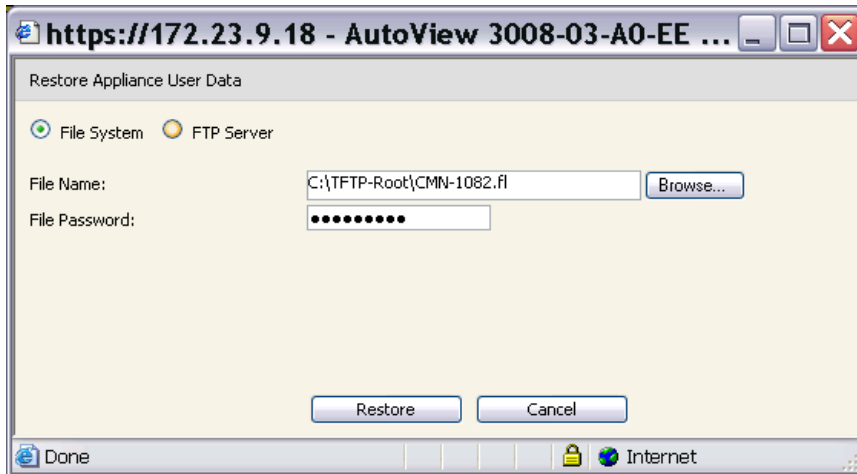 https://172.23.9.18 - AutoView 3008-03-A0-EE ...
Restore Appliance User Data
File System FTP Server
File Name: C:\TFTP-Root\CMN-1082.fl Browse...
File Password: •••••••••
Restore Cancel
Done Internet